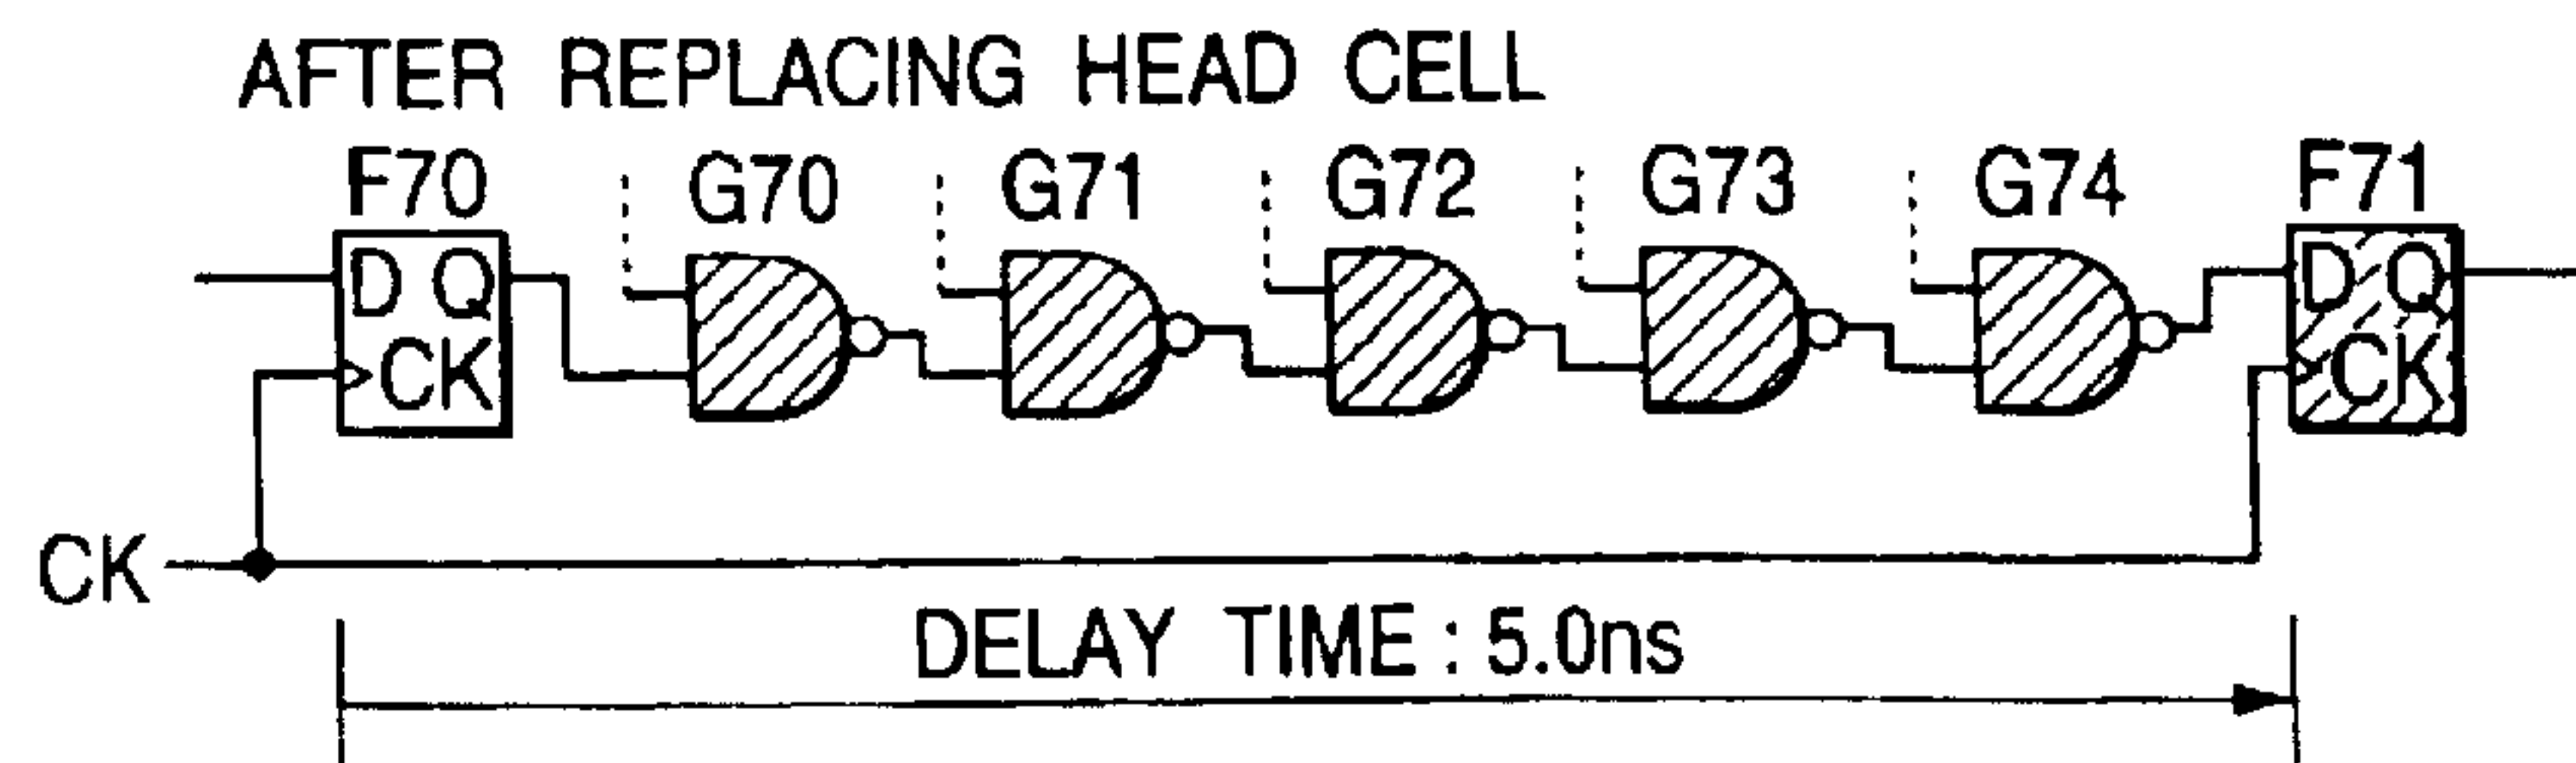 AFTER REPLACING HEAD CELL
F70 G70 G71 G72 G73 G74 F71
D Q D Q
CK CK
CK
DELAY TIME : 5.0ns